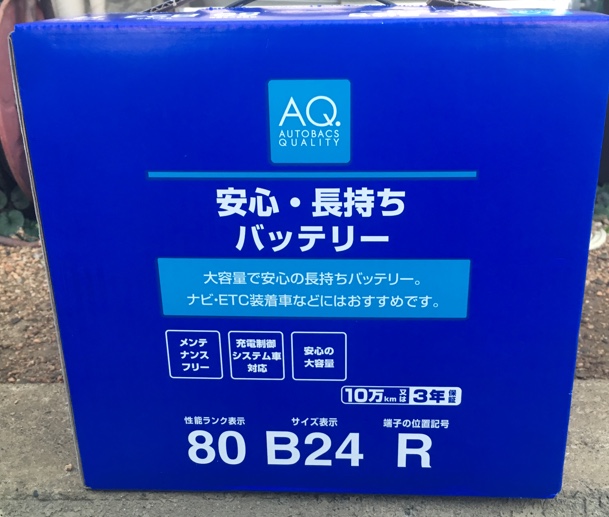 AQ.
AUTOBACS
QUALITY
安心・長持ち
バッテリー
大容量で安心の長持ちバッテリー。
ナビ・ETC装着車などにはおすすめです。
メンテ
ナンス
フリー
充電制御
システム車
対応
安心の
大容量
10万km又は3年保証
性能ランク表示
80
サイズ表示
B24
端子の位置記号
R